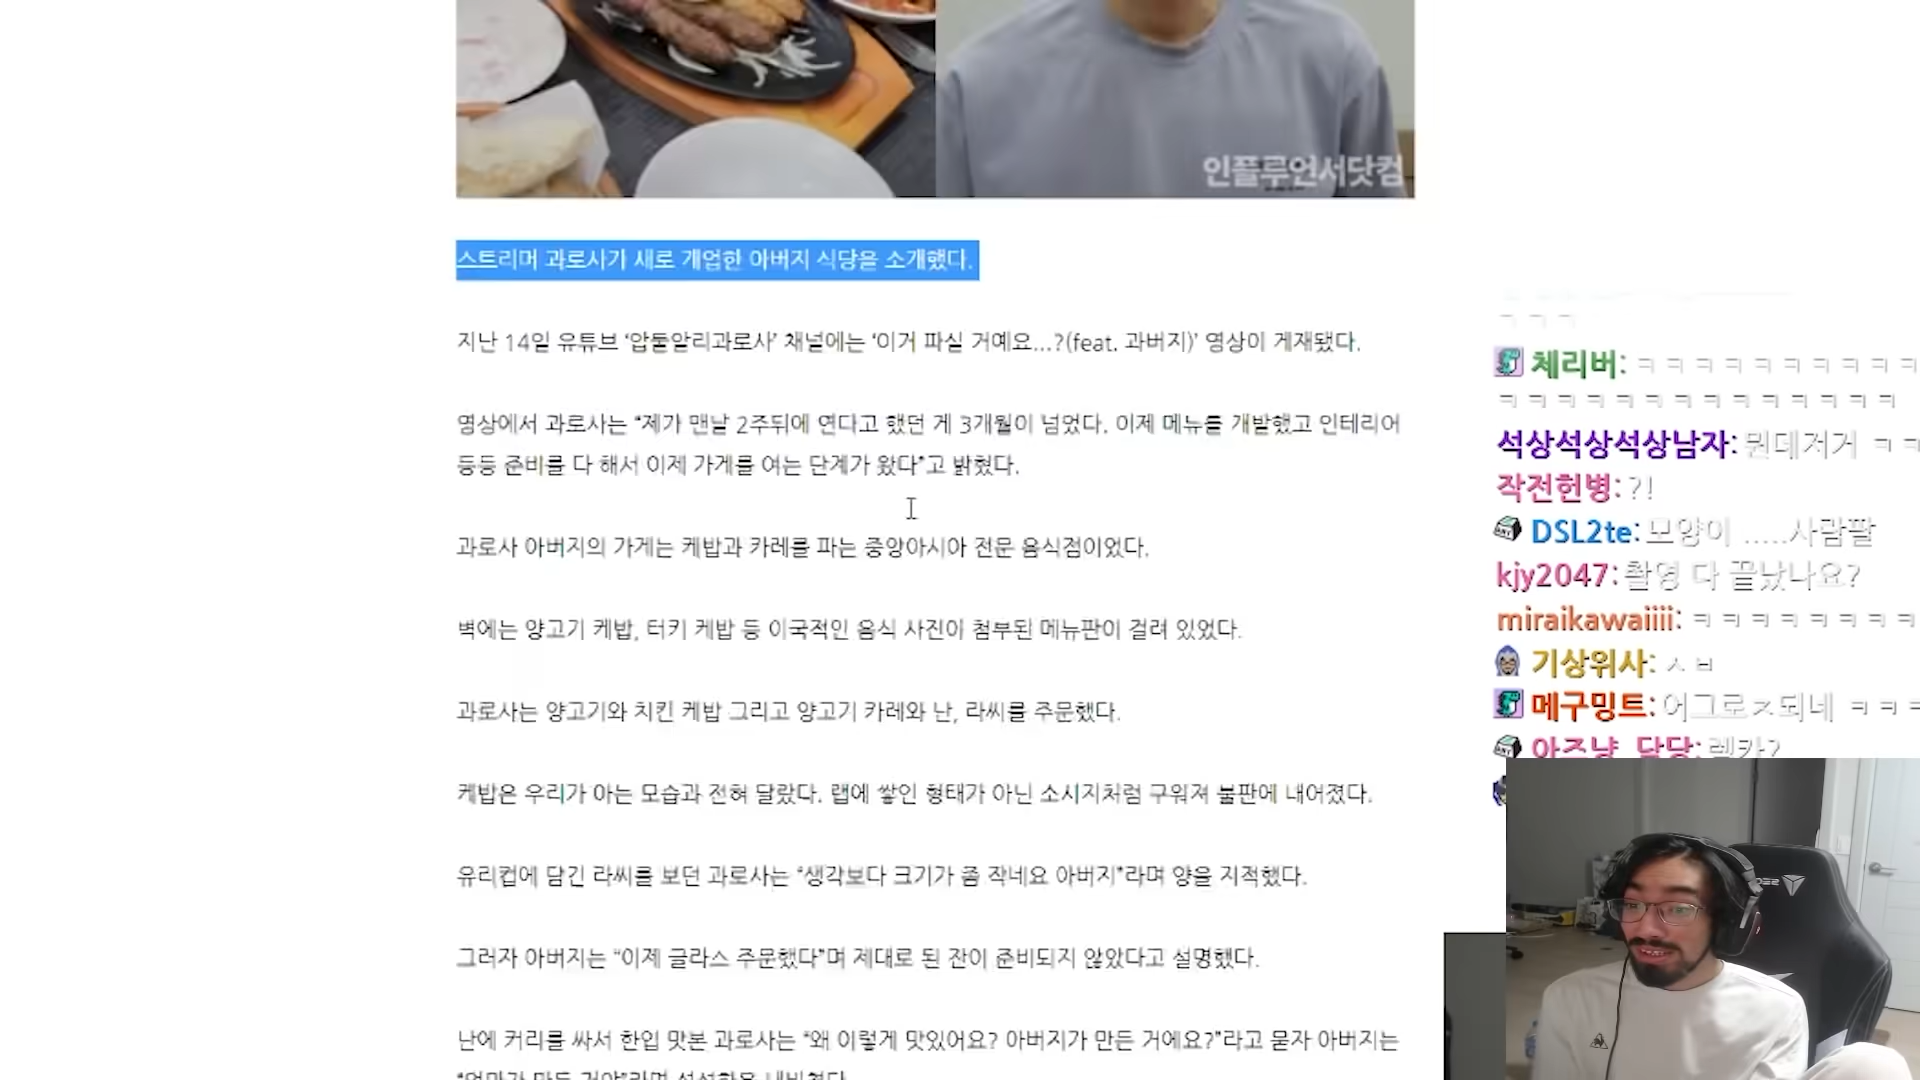 인플루언서닷컴
스트리머 과로사가 새로 개업한 아버지 식당을 소개했다.
지난 14일 유튜브 ‘압둘알리과로사’ 채널에는 ‘이거 파실 거예요...?(feat. 과버지)’ 영상이 게재됐다.
영상에서 과로사는 “제가 맨날 2주뒤에 연다고 했던 게 3개월이 넘었다. 이제 메뉴를 개발했고 인테리어
등등 준비를 다 해서 이제 가게를 여는 단계가 왔다”고 밝혔다.
과로사 아버지의 가게는 케밥과 카레를 파는 중앙아시아 전문 음식점이었다.
벽에는 양고기 케밥, 터키 케밥 등 이국적인 음식 사진이 첨부된 메뉴판이 걸려 있었다.
과로사는 양고기와 치킨 케밥 그리고 양고기 카레와 난, 라씨를 주문했다.
케밥은 우리가 아는 모습과 전혀 달랐다. 랩에 쌓인 형태가 아닌 소시지처럼 구워져 불판에 내어졌다.
유리컵에 담긴 라씨를 보던 과로사는 “생각보다 크기가 좀 작네요 아버지”라며 양을 지적했다.
그러자 아버지는 “이제 글라스 주문했다”며 제대로 된 잔이 준비되지 않았다고 설명했다.
난에 커리를 싸서 한입 맛본 과로사는 “왜 이렇게 맛있어요? 아버지가 만든 거에요?”라고 묻자 아버지는
ㅋㅋㅋ
체리버: ㅋㅋㅋㅋㅋㅋㅋㅋㅋㅋ
ㅋㅋㅋㅋㅋㅋㅋㅋㅋㅋㅋㅋㅋㅋ
석상석상석상남자: 뭔데저거 ㅋㅋ
작전헌병: ?!
DSL2te: 모양이 .....사람팔
kjy2047: 촬영 다 끝났나요?
miraikawaiiii: ㅋㅋㅋㅋㅋㅋㅋㅋ
기상위사: ㅅㅂ
메구밍트: 어그로ㅈ되네 ㅋㅋㅋ
아즈냥_담당: 렉카?